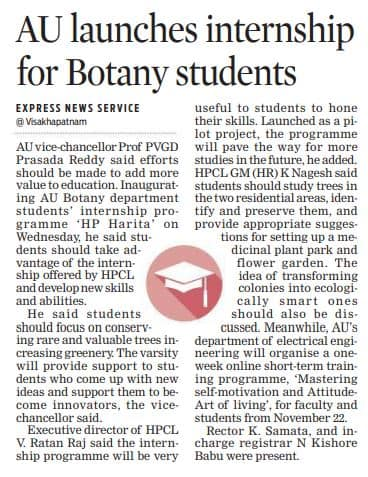 AU launches internship
for Botany students
EXPRESS NEWS SERVICE
@ Visakhapatnam
AU vice-chancellor Prof PVGD
Prasada Reddy said efforts
should be made to add more
value to education. Inaugurat-
ing AU Botany department
students' internship pro-
gramme 'HP Harita' on
Wednesday, he said stu-
dents should take ad-
vantage of the intern-
ship offered by HPCL
and develop new skills
and abilities.
He said students
should focus on conserv-
ing rare and valuable trees in-
creasing greenery. The varsity
will provide support to stu-
dents who come up with new
ideas and support them to be-
come innovators, the vice-
chancellor said.
Executive director of HPCL
V. Ratan Raj said the intern-
ship programme will be very
useful to students to hone
their skills. Launched as a pi-
lot project, the programme
will pave the way for more
studies in the future, he added.
HPCL GM (HR) K Nagesh said
students should study trees in
the two residential areas, iden-
tify and preserve them, and
provide appropriate sugges-
tions for setting up a me-
dicinal plant park and
flower garden. The
idea of transforming
colonies into ecologi-
cally smart ones
should also be dis-
cussed. Meanwhile, AU's
department of electrical engi-
neering will organise a one-
week online short-term train-
ing programme, 'Mastering
self-motivation and Attitude-
Art of living', for faculty and
students from November 22.
Rector K. Samata, and in-
charge registrar N Kishore
Babu were present.